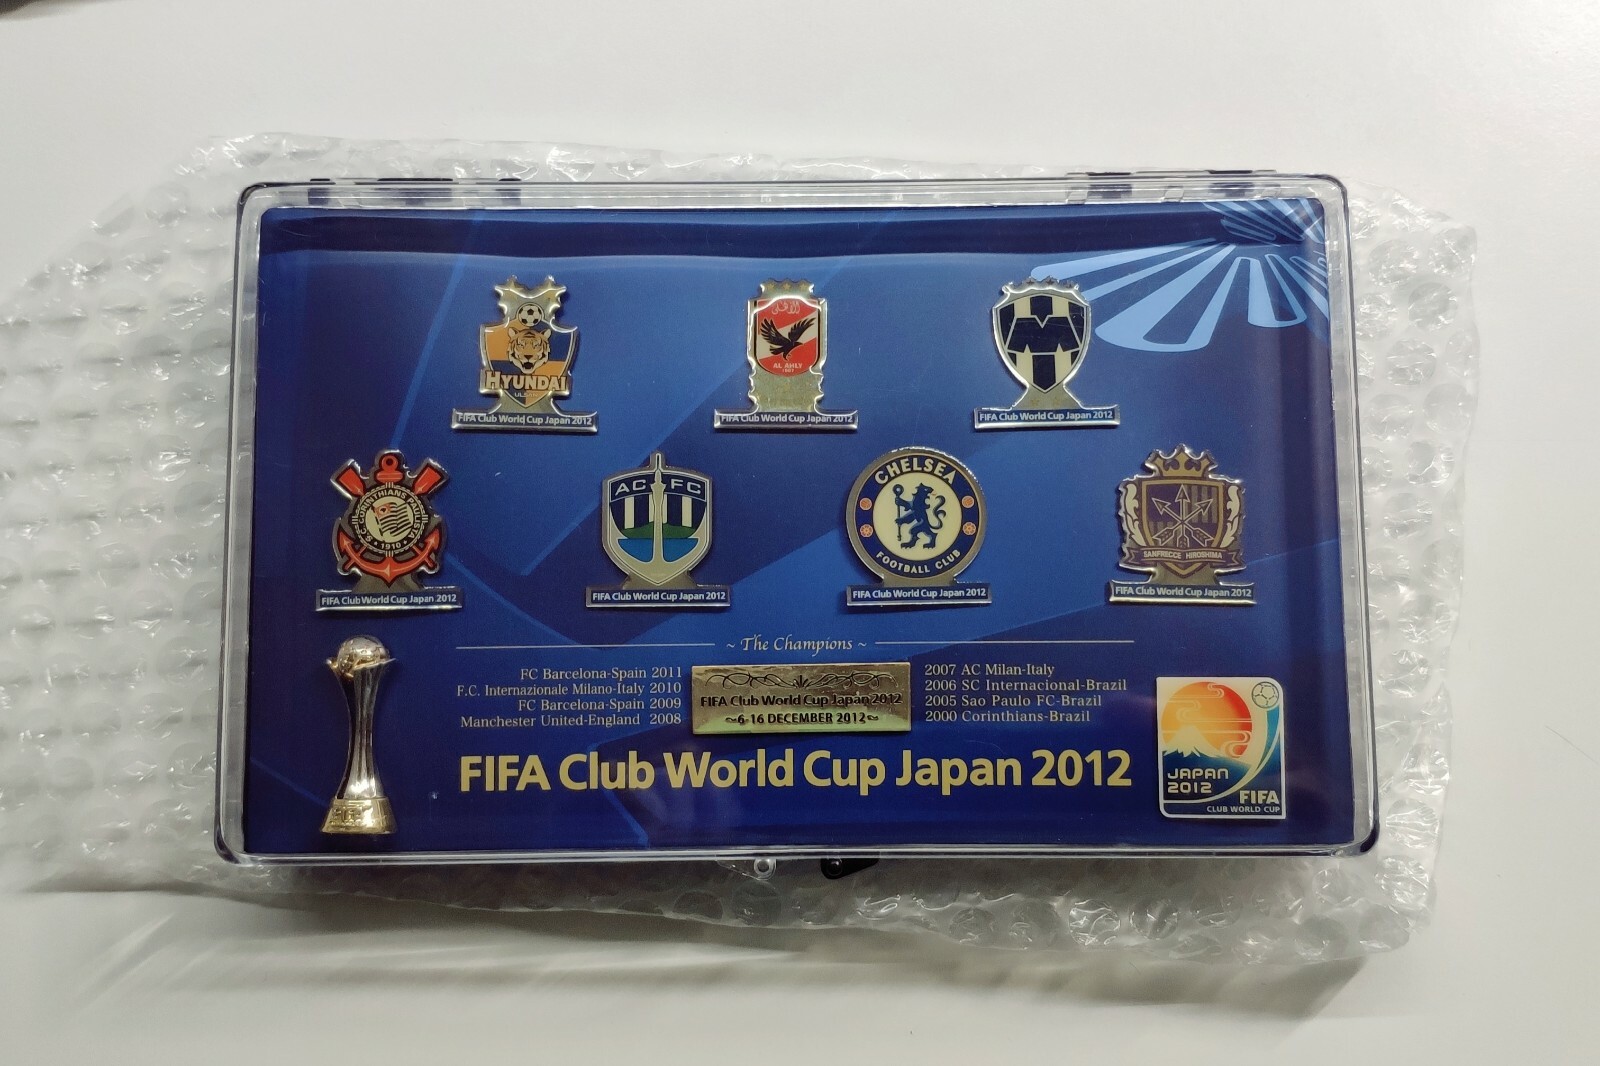 HYUNDAI
ULSAN
FIFA Club World Cup Japan 2012
الأهلي
AL AHLY
1907
FIFA Club World Cup Japan 2012
M
FIFA Club World Cup Japan 2012
S.C. CORINTHIANS PAULISTA
1910
FIFA Club World Cup Japan 2012
AC FC
FIFA Club World Cup Japan 2012
CHELSEA
FOOTBALL CLUB
FIFA Club World Cup Japan 2012
SANFRECCE HIROSHIMA
FIFA Club World Cup Japan 2012
~ The Champions ~
FC Barcelona-Spain 2011
F.C. Internazionale Milano-Italy 2010
FC Barcelona-Spain 2009
Manchester United-England 2008
FIFA Club World Cup Japan 2012
~6-16 DECEMBER 2012~
2007 AC Milan-Italy
2006 SC Internacional-Brazil
2005 Sao Paulo FC-Brazil
2000 Corinthians-Brazil
FIFA Club World Cup Japan 2012
JAPAN
2012
FIFA
CLUB WORLD CUP